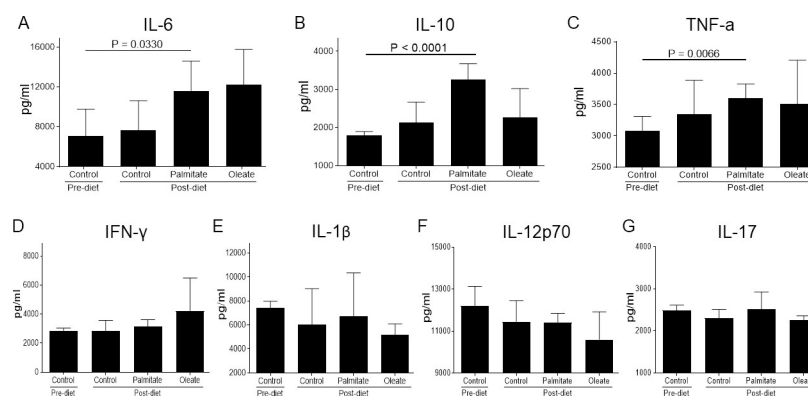 A IL-6
pg/ml
16000
12000
8000
4000
P = 0.0330
Control Control Palmitate Oleate
Pre-diet Post-diet
B IL-10
pg/ml
4000
3000
2000
1000
P < 0.0001
Control Control Palmitate Oleate
Pre-diet Post-diet
C TNF-a
pg/ml
4500
4000
3500
3000
2500
P = 0.0066
Control Control Palmitate Oleate
Pre-diet Post-diet
D IFN-γ
pg/ml
8000
6000
4000
2000
0
Control Control Palmitate Oleate
Pre-diet Post-diet
E IL-1β
pg/ml
12000
10000
8000
6000
4000
2000
Control Control Palmitate Oleate
Pre-diet Post-diet
F IL-12p70
pg/ml
15000
13000
11000
9000
Control Control Palmitate Oleate
Pre-diet Post-diet
G IL-17
pg/ml
4000
3000
2000
1000
Control Control Palmitate Oleate
Pre-diet Post-diet